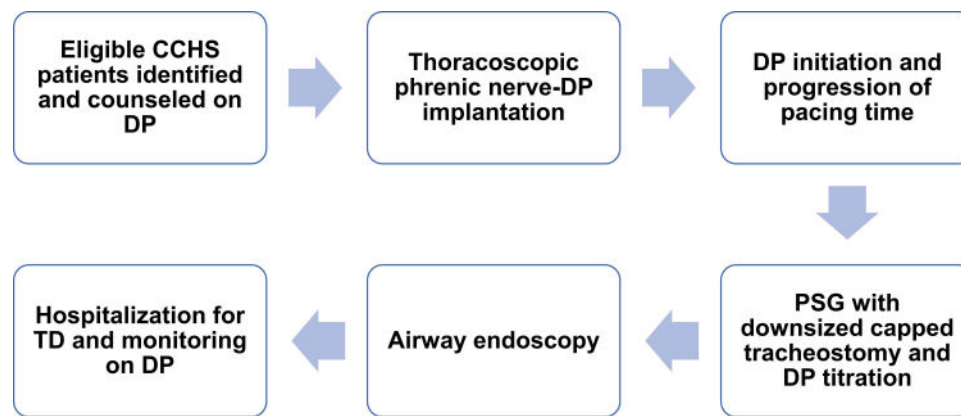 Eligible CCHS
patients identified
and counseled on
DP
Thoracoscopic
phrenic nerve-DP
implantation
DP initiation and
progression of
pacing time
PSG with
downsized capped
tracheostomy and
DP titration
Airway endoscopy
Hospitalization for
TD and monitoring
on DP